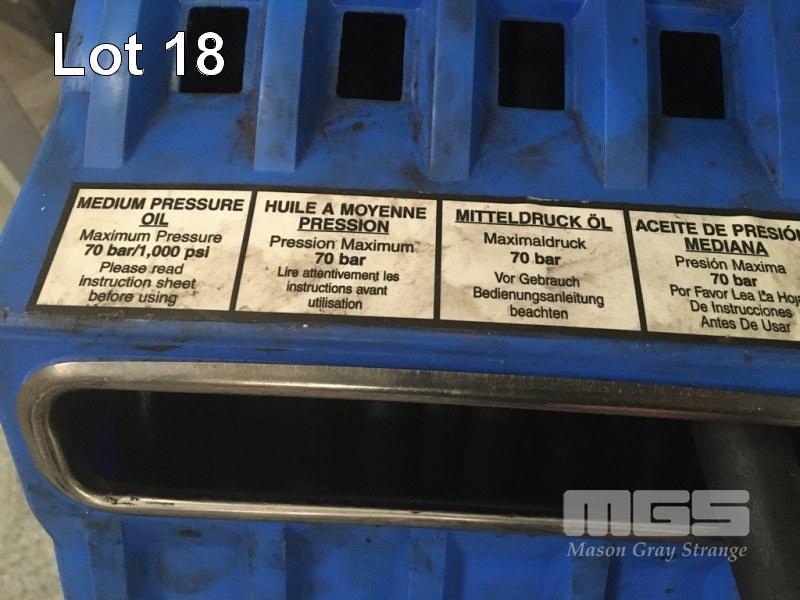 Lot 18
MEDIUM PRESSURE
OIL
Maximum Pressure
70 bar/1,000 psi
Please read
instruction sheet
before using
HUILE A MOYENNE
PRESSION
Pression Maximum
70 bar
Lire attentivement les
instructions avant
utilisation
MITTELDRUCK ÖL
Maximaldruck
70 bar
Vor Gebrauch
Bedienungsanleitung
beachten
ACEITE DE PRESIÓN
MEDIANA
Presión Maxima
70 bar
Por Favor Lea La Hoja
De Instrucciones
Antes De Usar
MGS
Mason Gray Strange